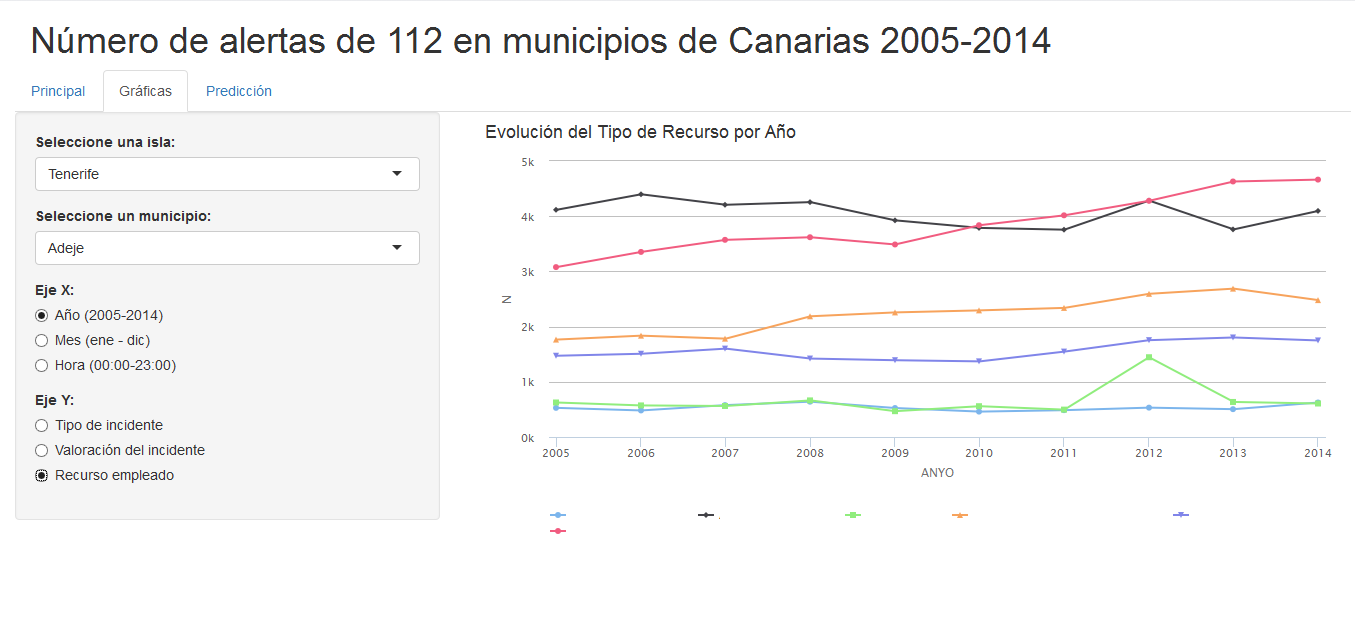 Número de alertas de 112 en municipios de Canarias 2005-2014
Principal Gráficas Predicción
Seleccione una isla:
Tenerife
Seleccione un municipio:
Adeje
Eje X:
Año (2005-2014)
Mes (ene - dic)
Hora (00:00-23:00)
Eje Y:
Tipo de incidente
Valoración del incidente
Recurso empleado
Evolución del Tipo de Recurso por Año
5k
4k
3k
N
2k
1k
0k
2005 2006 2007 2008 2009 2010 2011 2012 2013 2014
ANYO